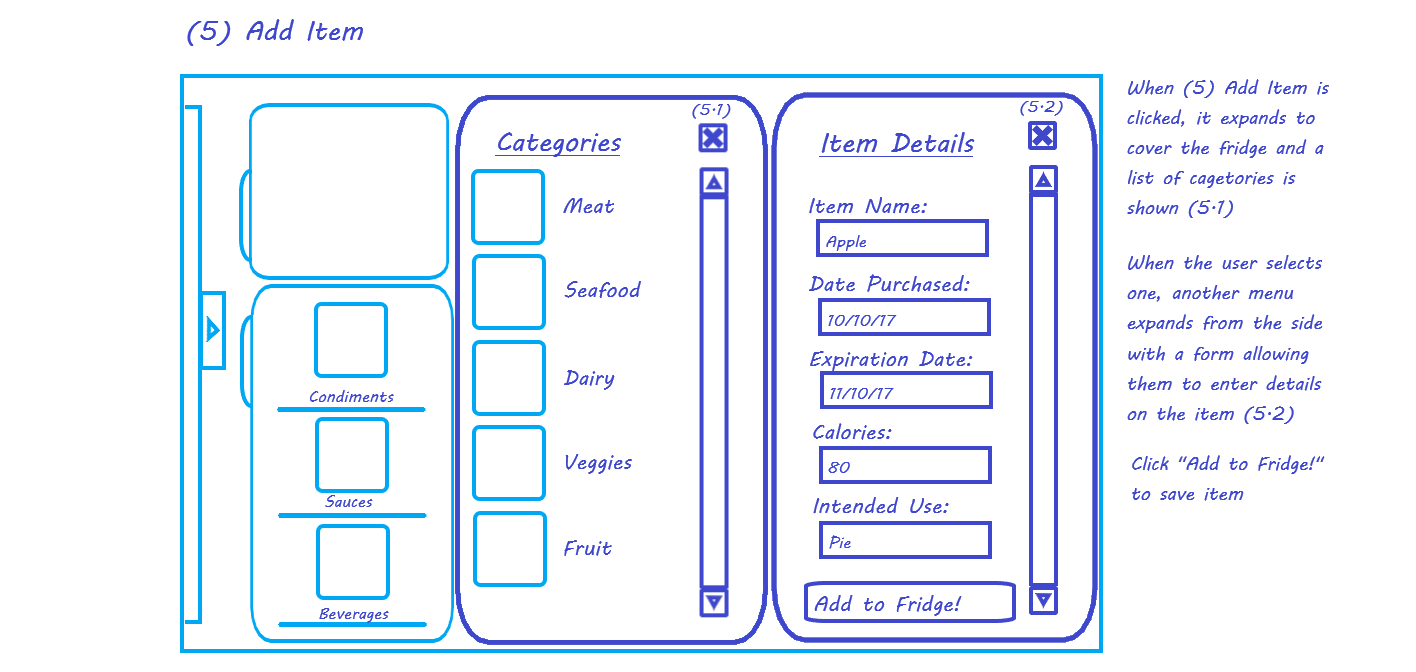 (5) Add Item
Condiments
Sauces
Beverages
(5.1)
Categories
Meat
Seafood
Dairy
Veggies
Fruit
(5.2)
Item Details
Item Name:
Apple
Date Purchased:
10/10/17
Expiration Date:
11/10/17
Calories:
80
Intended Use:
Pie
Add to Fridge!
When (5) Add Item is
clicked, it expands to
cover the fridge and a
list of cagetories is
shown (5.1)
When the user selects
one, another menu
expands from the side
with a form allowing
them to enter details
on the item (5.2)
Click "Add to Fridge!"
to save item